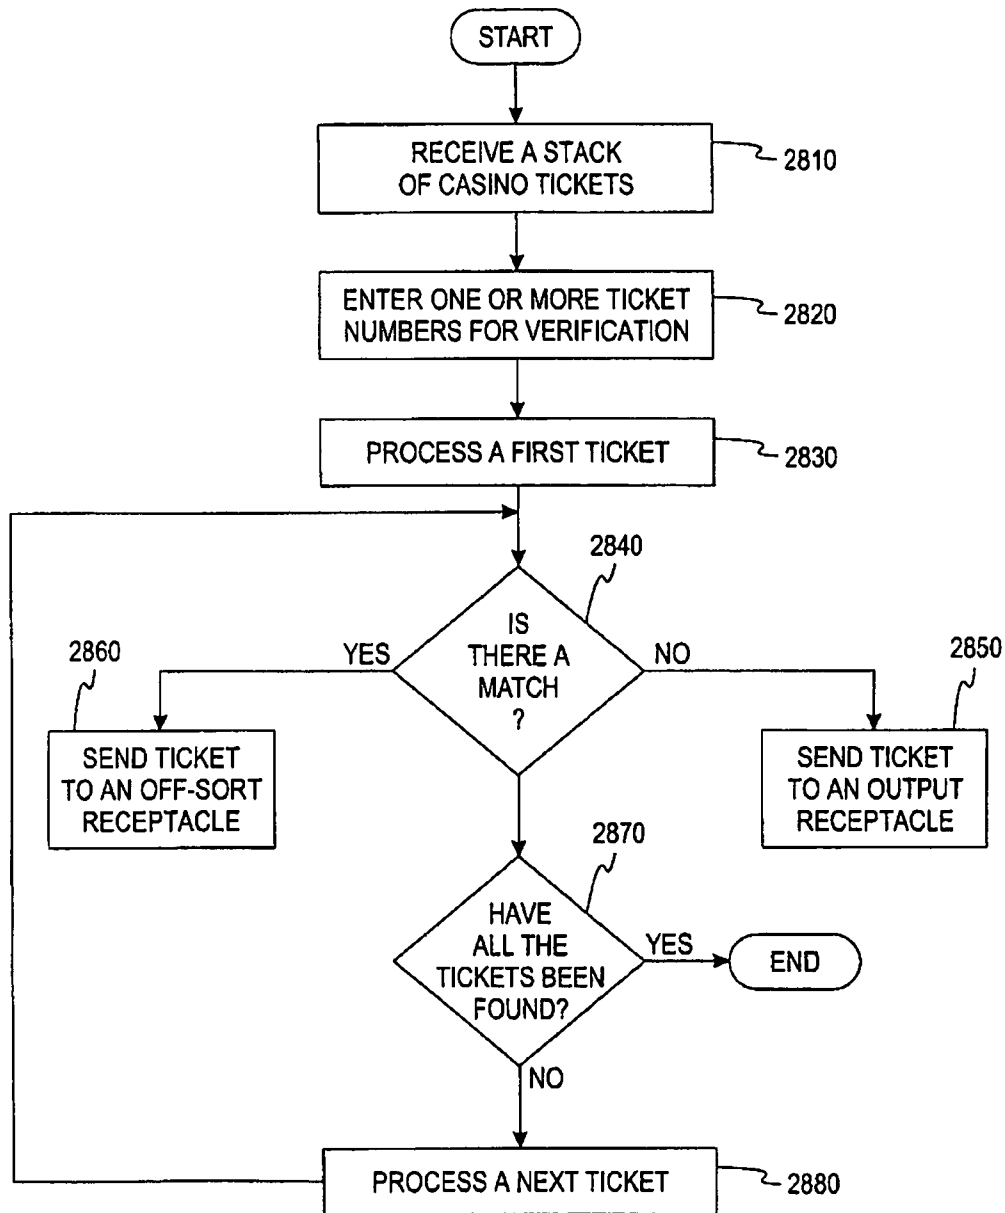 START
RECEIVE A STACK
OF CASINO TICKETS
2810
ENTER ONE OR MORE TICKET
NUMBERS FOR VERIFICATION
2820
PROCESS A FIRST TICKET
2830
2840
IS
THERE A
MATCH
?
YES
NO
2860
SEND TICKET
TO AN OFF-SORT
RECEPTACLE
2850
SEND TICKET
TO AN OUTPUT
RECEPTACLE
2870
HAVE
ALL THE
TICKETS BEEN
FOUND?
YES
END
NO
PROCESS A NEXT TICKET
2880